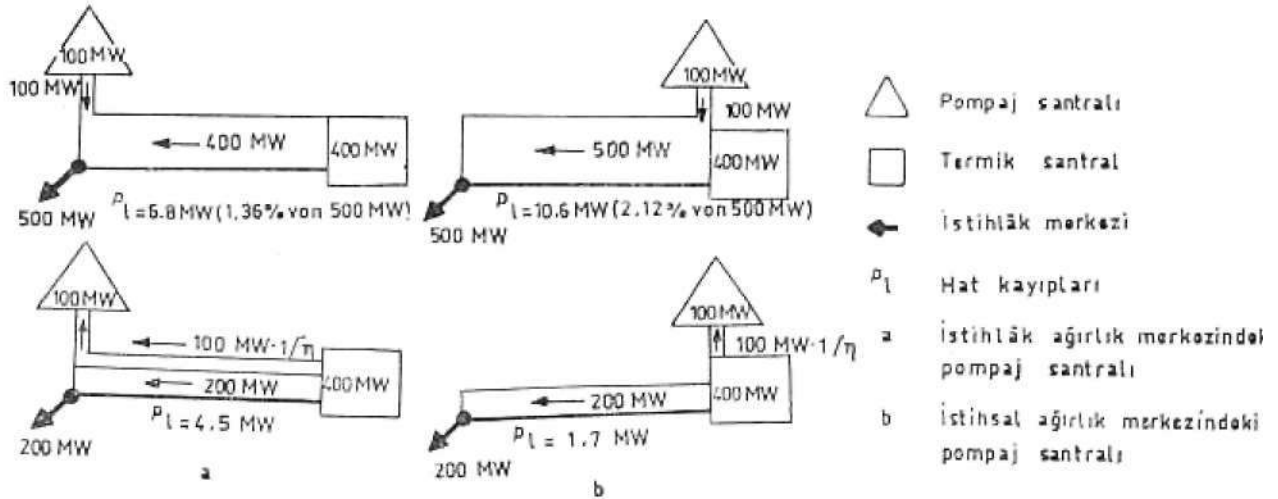 100 MW
100 MW
400 MW
400 MW
500 MW
P l = 6.8 MW (1,36 % von 500 MW)
100 MW
100 MW
500 MW
400 MW
500 MW
P l = 10.6 MW (2,12 % von 500 MW)
100 MW
100 MW·1/η
200 MW
400 MW
200 MW
P l = 4.5 MW
a
100 MW
100 MW·1/η
200 MW
400 MW
200 MW
P l = 1.7 MW
b
Pompaj santralı
Termik santral
İstihlâk merkezi
P l Hat kayıpları
a İstihlâk ağırlık merkezindeki
pompaj santralı
b İstihsal ağırlık merkezindeki
pompaj santralı